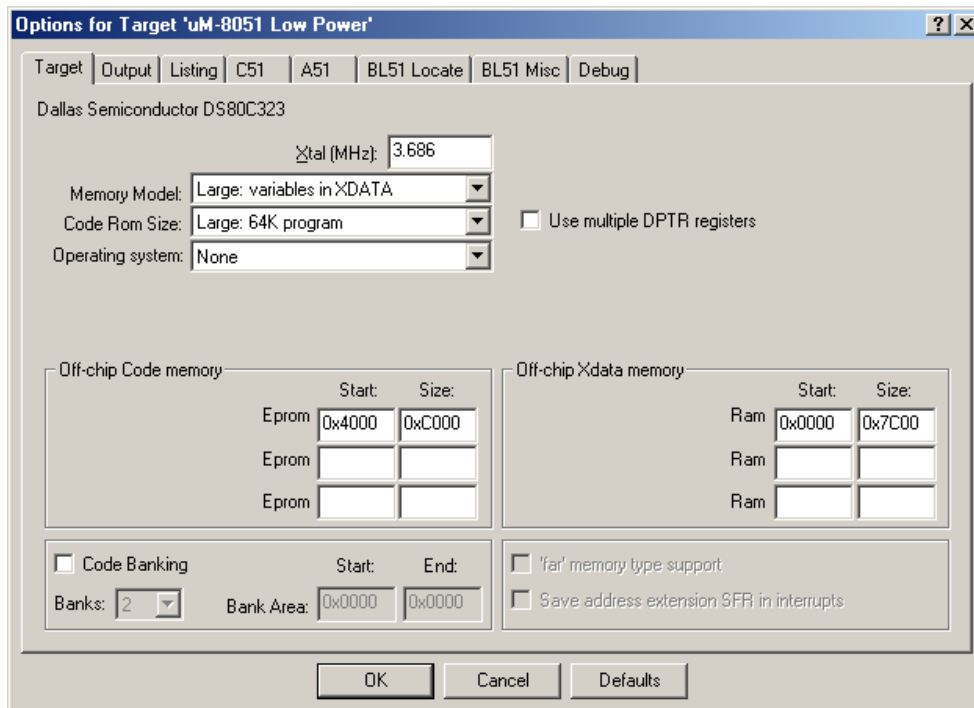 Options for Target 'uM-8051 Low Power'
Target Output Listing C51 A51 BL51 Locate BL51 Misc Debug
Dallas Semiconductor DS80C323
Xtal (MHz): 3.686
Memory Model: Large: variables in XDATA
Code Rom Size: Large: 64K program
Use multiple DPTR registers
Operating system: None
Off-chip Code memory
Start: Size:
Eprom 0x4000 0xC000
Eprom
Eprom
Off-chip Xdata memory
Start: Size:
Ram 0x0000 0x7C00
Ram
Ram
Code Banking Start: End:
Banks: 2 Bank Area: 0x0000 0x0000
'far' memory type support
Save address extension SFR in interrupts
OK Cancel Defaults